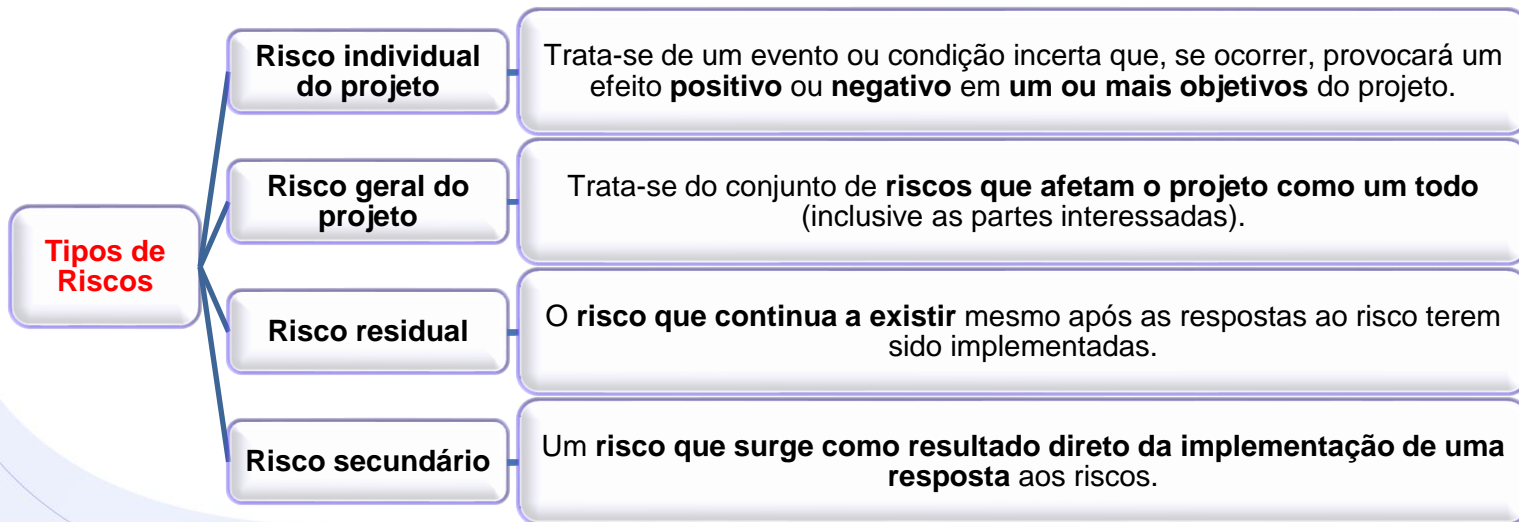 Tipos de
Riscos
Risco individual
do projeto
Trata-se de um evento ou condição incerta que, se ocorrer, provocará um
efeito positivo ou negativo em um ou mais objetivos do projeto.
Risco geral do
projeto
Trata-se do conjunto de riscos que afetam o projeto como um todo
(inclusive as partes interessadas).
Risco residual
O risco que continua a existir mesmo após as respostas ao risco terem
sido implementadas.
Risco secundário
Um risco que surge como resultado direto da implementação de uma
resposta aos riscos.